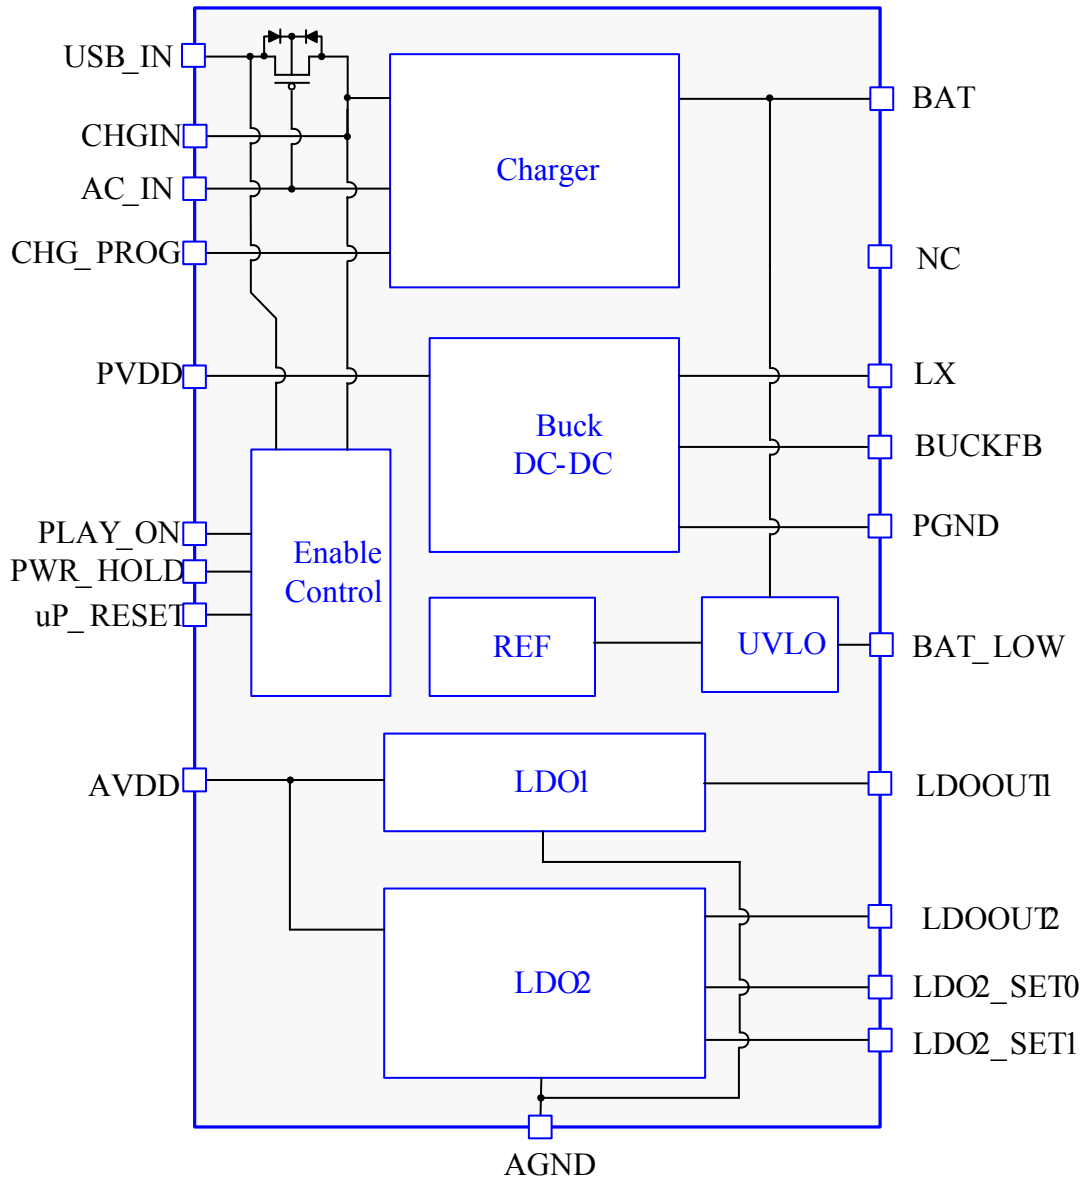 USB_IN
CHGIN
AC_IN
CHG_PROG
PVDD
PLAY_ON
PWR_HOLD
uP_RESET
AVDD
Charger
Buck
DC-DC
Enable
Control
REF
UVLO
LDO1
LDO2
BAT
NC
LX
BUCKFB
PGND
BAT_LOW
LDOOUT1
LDOOUT2
LDO2_SET0
LDO2_SET1
AGND